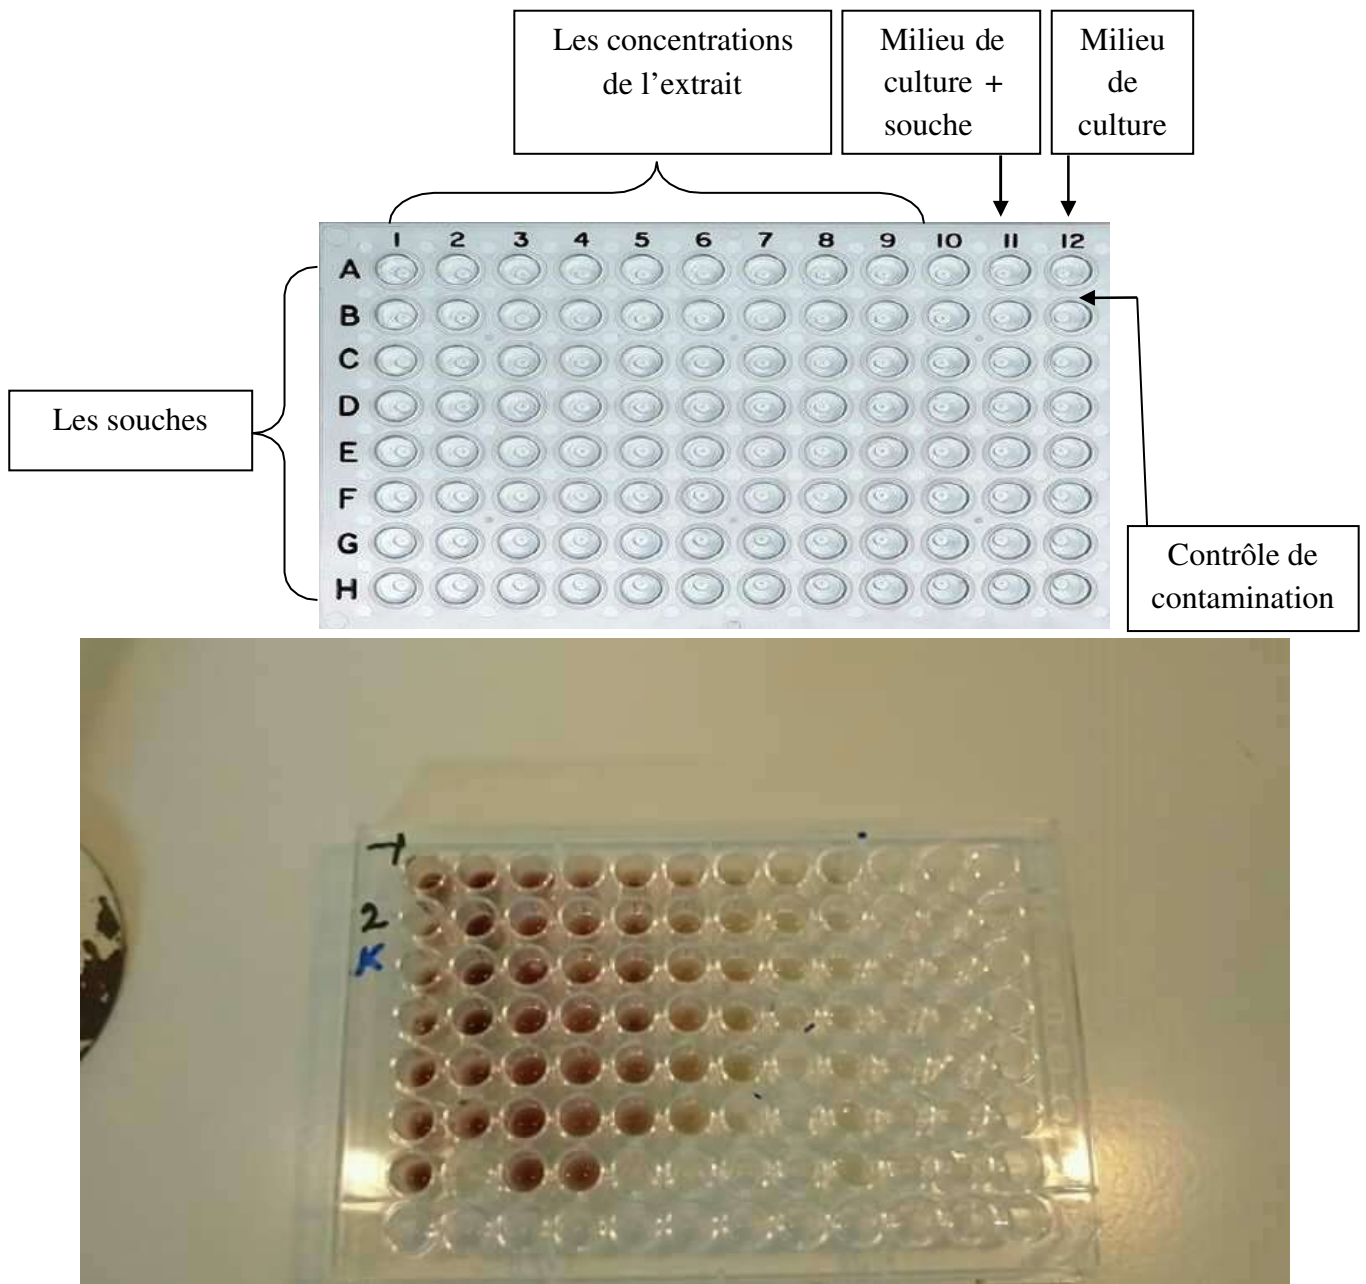 Les concentrations
de l’extrait
Milieu de
culture +
souche
Milieu
de
culture
1 2 3 4 5 6 7 8 9 10 11 12
A
B
C
D
E
F
G
H
Les souches
Contrôle de
contamination
1
2
K